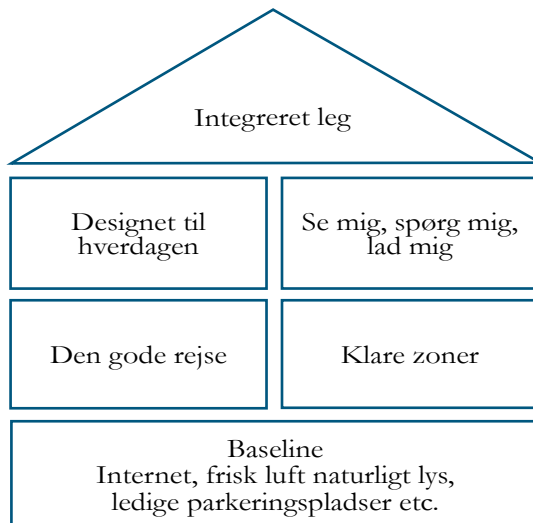 Integreret leg
Designet til
hverdagen
Se mig, spørg mig,
lad mig
Den gode rejse
Klare zoner
Baseline
Internet, frisk luft naturligt lys,
ledige parkeringspladser etc.